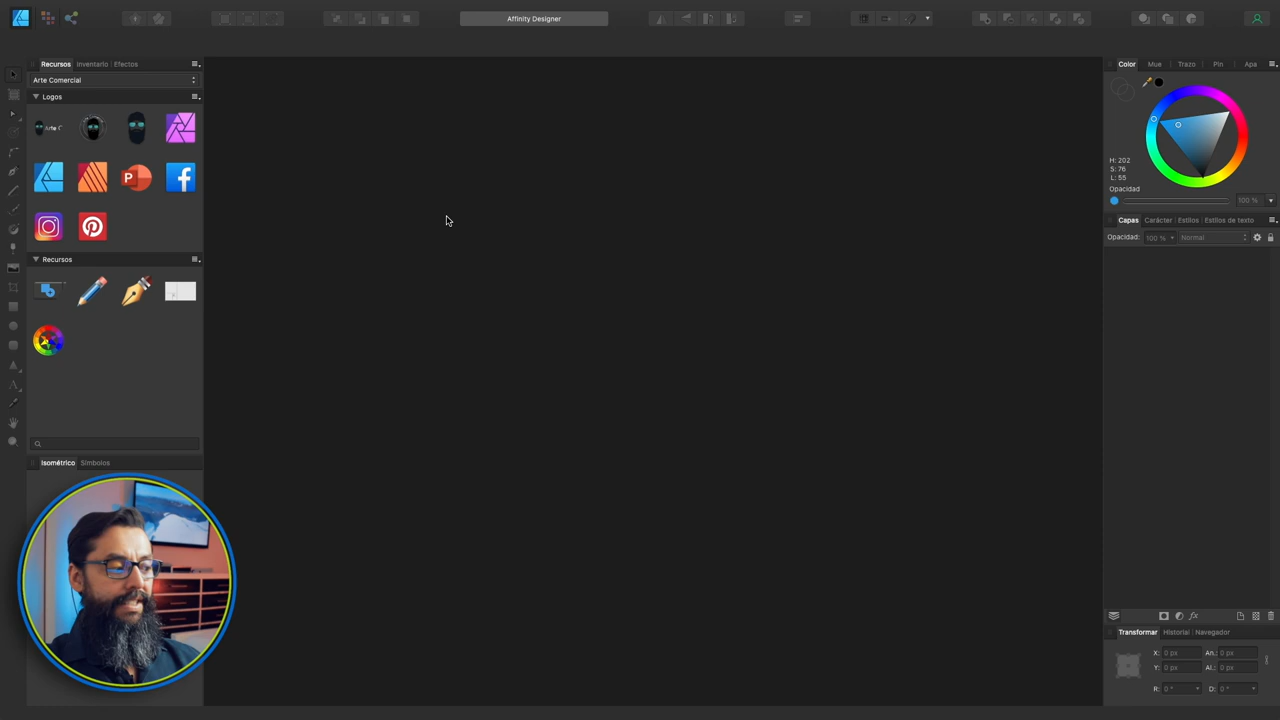 Affinity Designer
Recursos Inventario Efectos
Arte Comercial
Logos
Arte C
P
f
Recursos
Isométrico Símbolos
Color Mue Trazo Pin Apa
H: 202
S: 76
L: 55
Opacidad
100 %
Capas Carácter Estilos Estilos de texto
Opacidad: 100 % Normal
fx
Transformar Historial Navegador
X: 0 px An.: 0 px
Y: 0 px Al.: 0 px
R: 0 ° D: 0 °